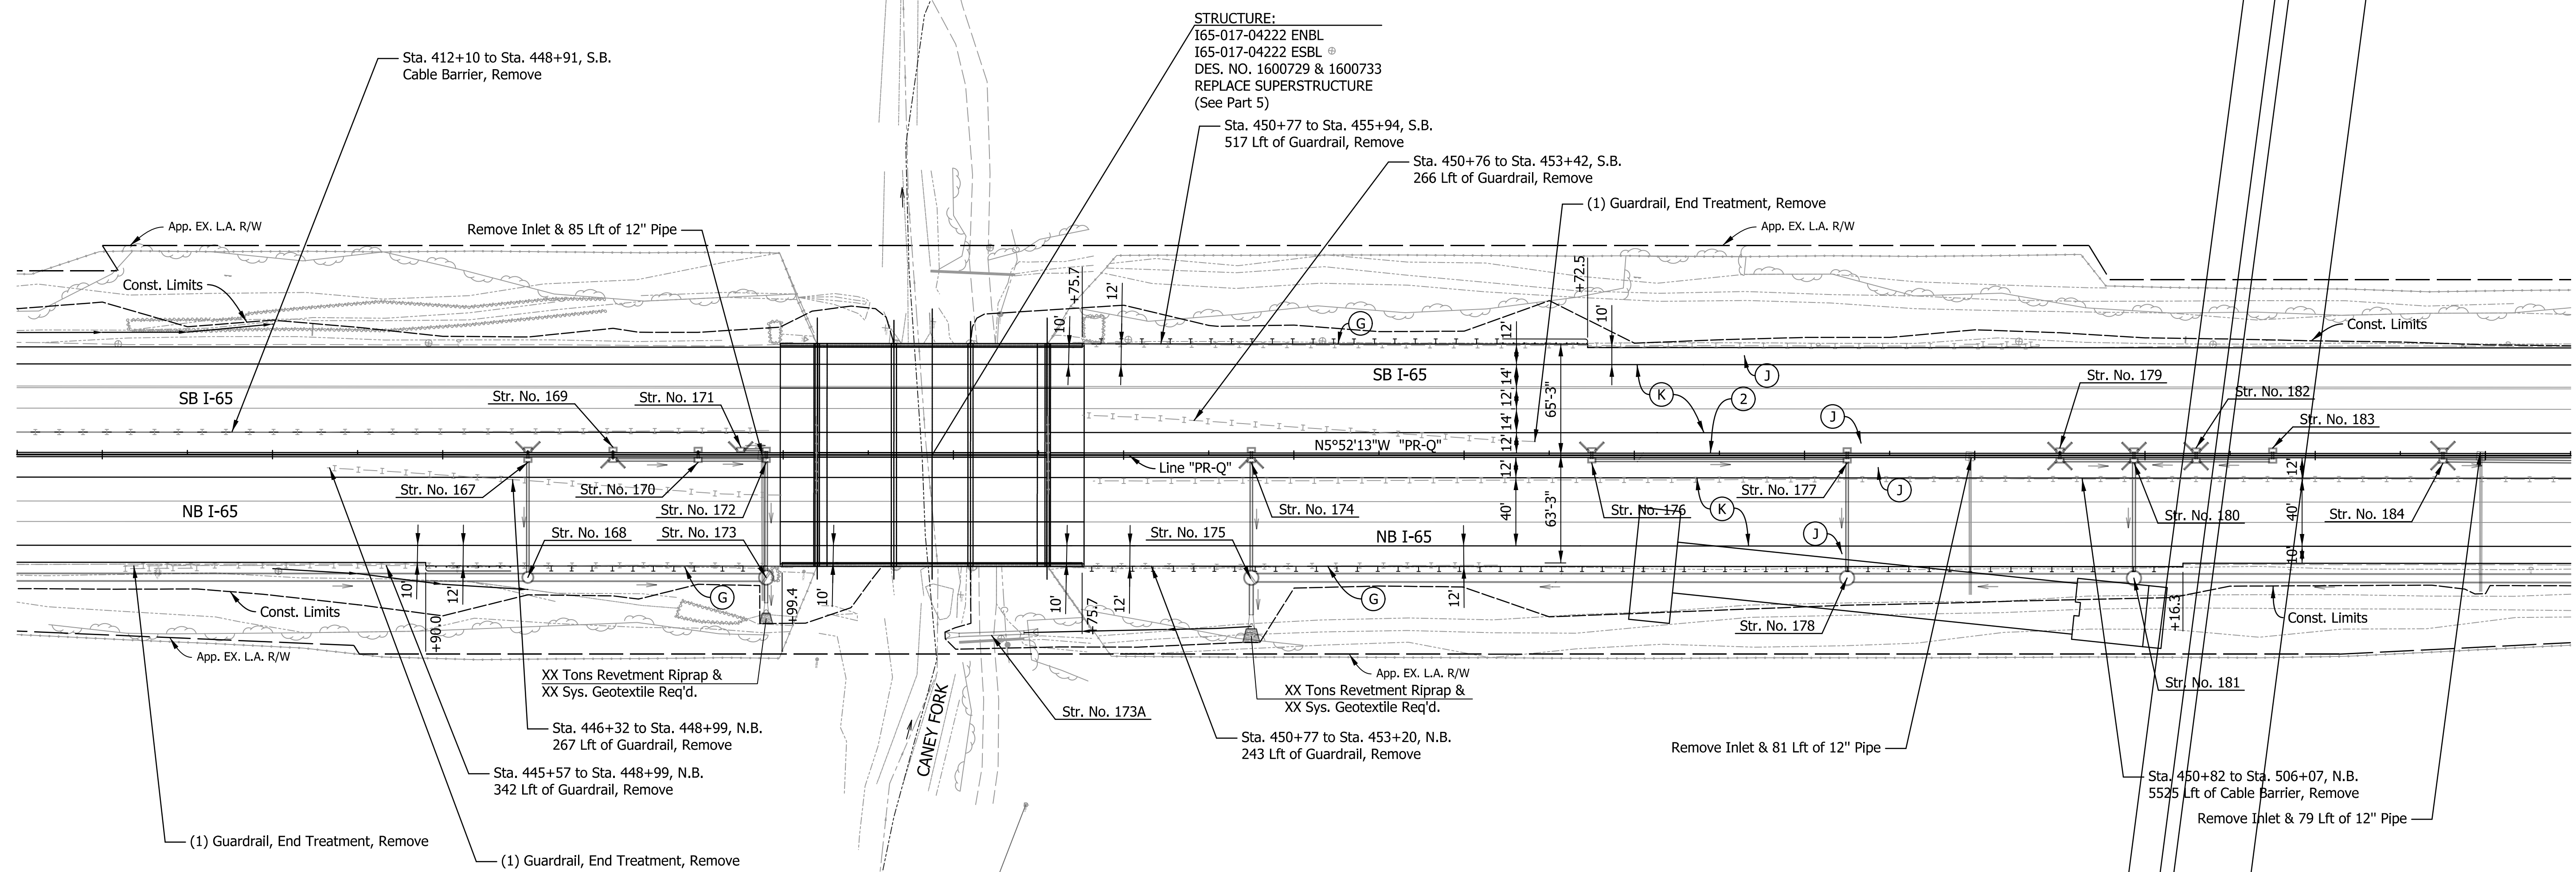 STRUCTURE:
I65-017-04222 ENBL
I65-017-04222 ESBL
DES. NO. 1600729 & 1600733
REPLACE SUPERSTRUCTURE
(See Part 5)
Sta. 412+10 to Sta. 448+91, S.B.
Cable Barrier, Remove
Sta. 450+77 to Sta. 455+94, S.B.
517 Lft of Guardrail, Remove
Sta. 450+76 to Sta. 453+42, S.B.
266 Lft of Guardrail, Remove
(1) Guardrail, End Treatment, Remove
App. EX. L.A. R/W
Remove Inlet & 85 Lft of 12" Pipe
App. EX. L.A. R/W
Const. Limits
+75.7
12'
10'
+72.5
10'
12'
G
Const. Limits
SB I-65
14'
12'
14'
12'
65'-3"
K
J
2
J
SB I-65
Str. No. 169
Str. No. 171
Str. No. 179
Str. No. 182
Str. No. 183
N5°52'13"W "PR-Q"
Line "PR-Q"
12'
40'
63'-3"
12'
40'
10'
Str. No. 167
Str. No. 170
Str. No. 172
Str. No. 174
Str. No. 176
Str. No. 177
J
K
J
Str. No. 180
Str. No. 184
NB I-65
Str. No. 168
Str. No. 173
Str. No. 175
NB I-65
10'
12'
G
+90.0
+99.4
10'
10'
+75.7
12'
G
12'
+16.3
Const. Limits
Const. Limits
Str. No. 178
App. EX. L.A. R/W
App. EX. L.A. R/W
XX Tons Revetment Riprap &
XX Sys. Geotextile Req'd.
XX Tons Revetment Riprap &
XX Sys. Geotextile Req'd.
Str. No. 181
Str. No. 173A
CANEY FORK
Sta. 446+32 to Sta. 448+99, N.B.
267 Lft of Guardrail, Remove
Sta. 450+77 to Sta. 453+20, N.B.
243 Lft of Guardrail, Remove
Remove Inlet & 81 Lft of 12" Pipe
Sta. 445+57 to Sta. 448+99, N.B.
342 Lft of Guardrail, Remove
Sta. 450+82 to Sta. 506+07, N.B.
5525 Lft of Cable Barrier, Remove
Remove Inlet & 79 Lft of 12" Pipe
(1) Guardrail, End Treatment, Remove
(1) Guardrail, End Treatment, Remove